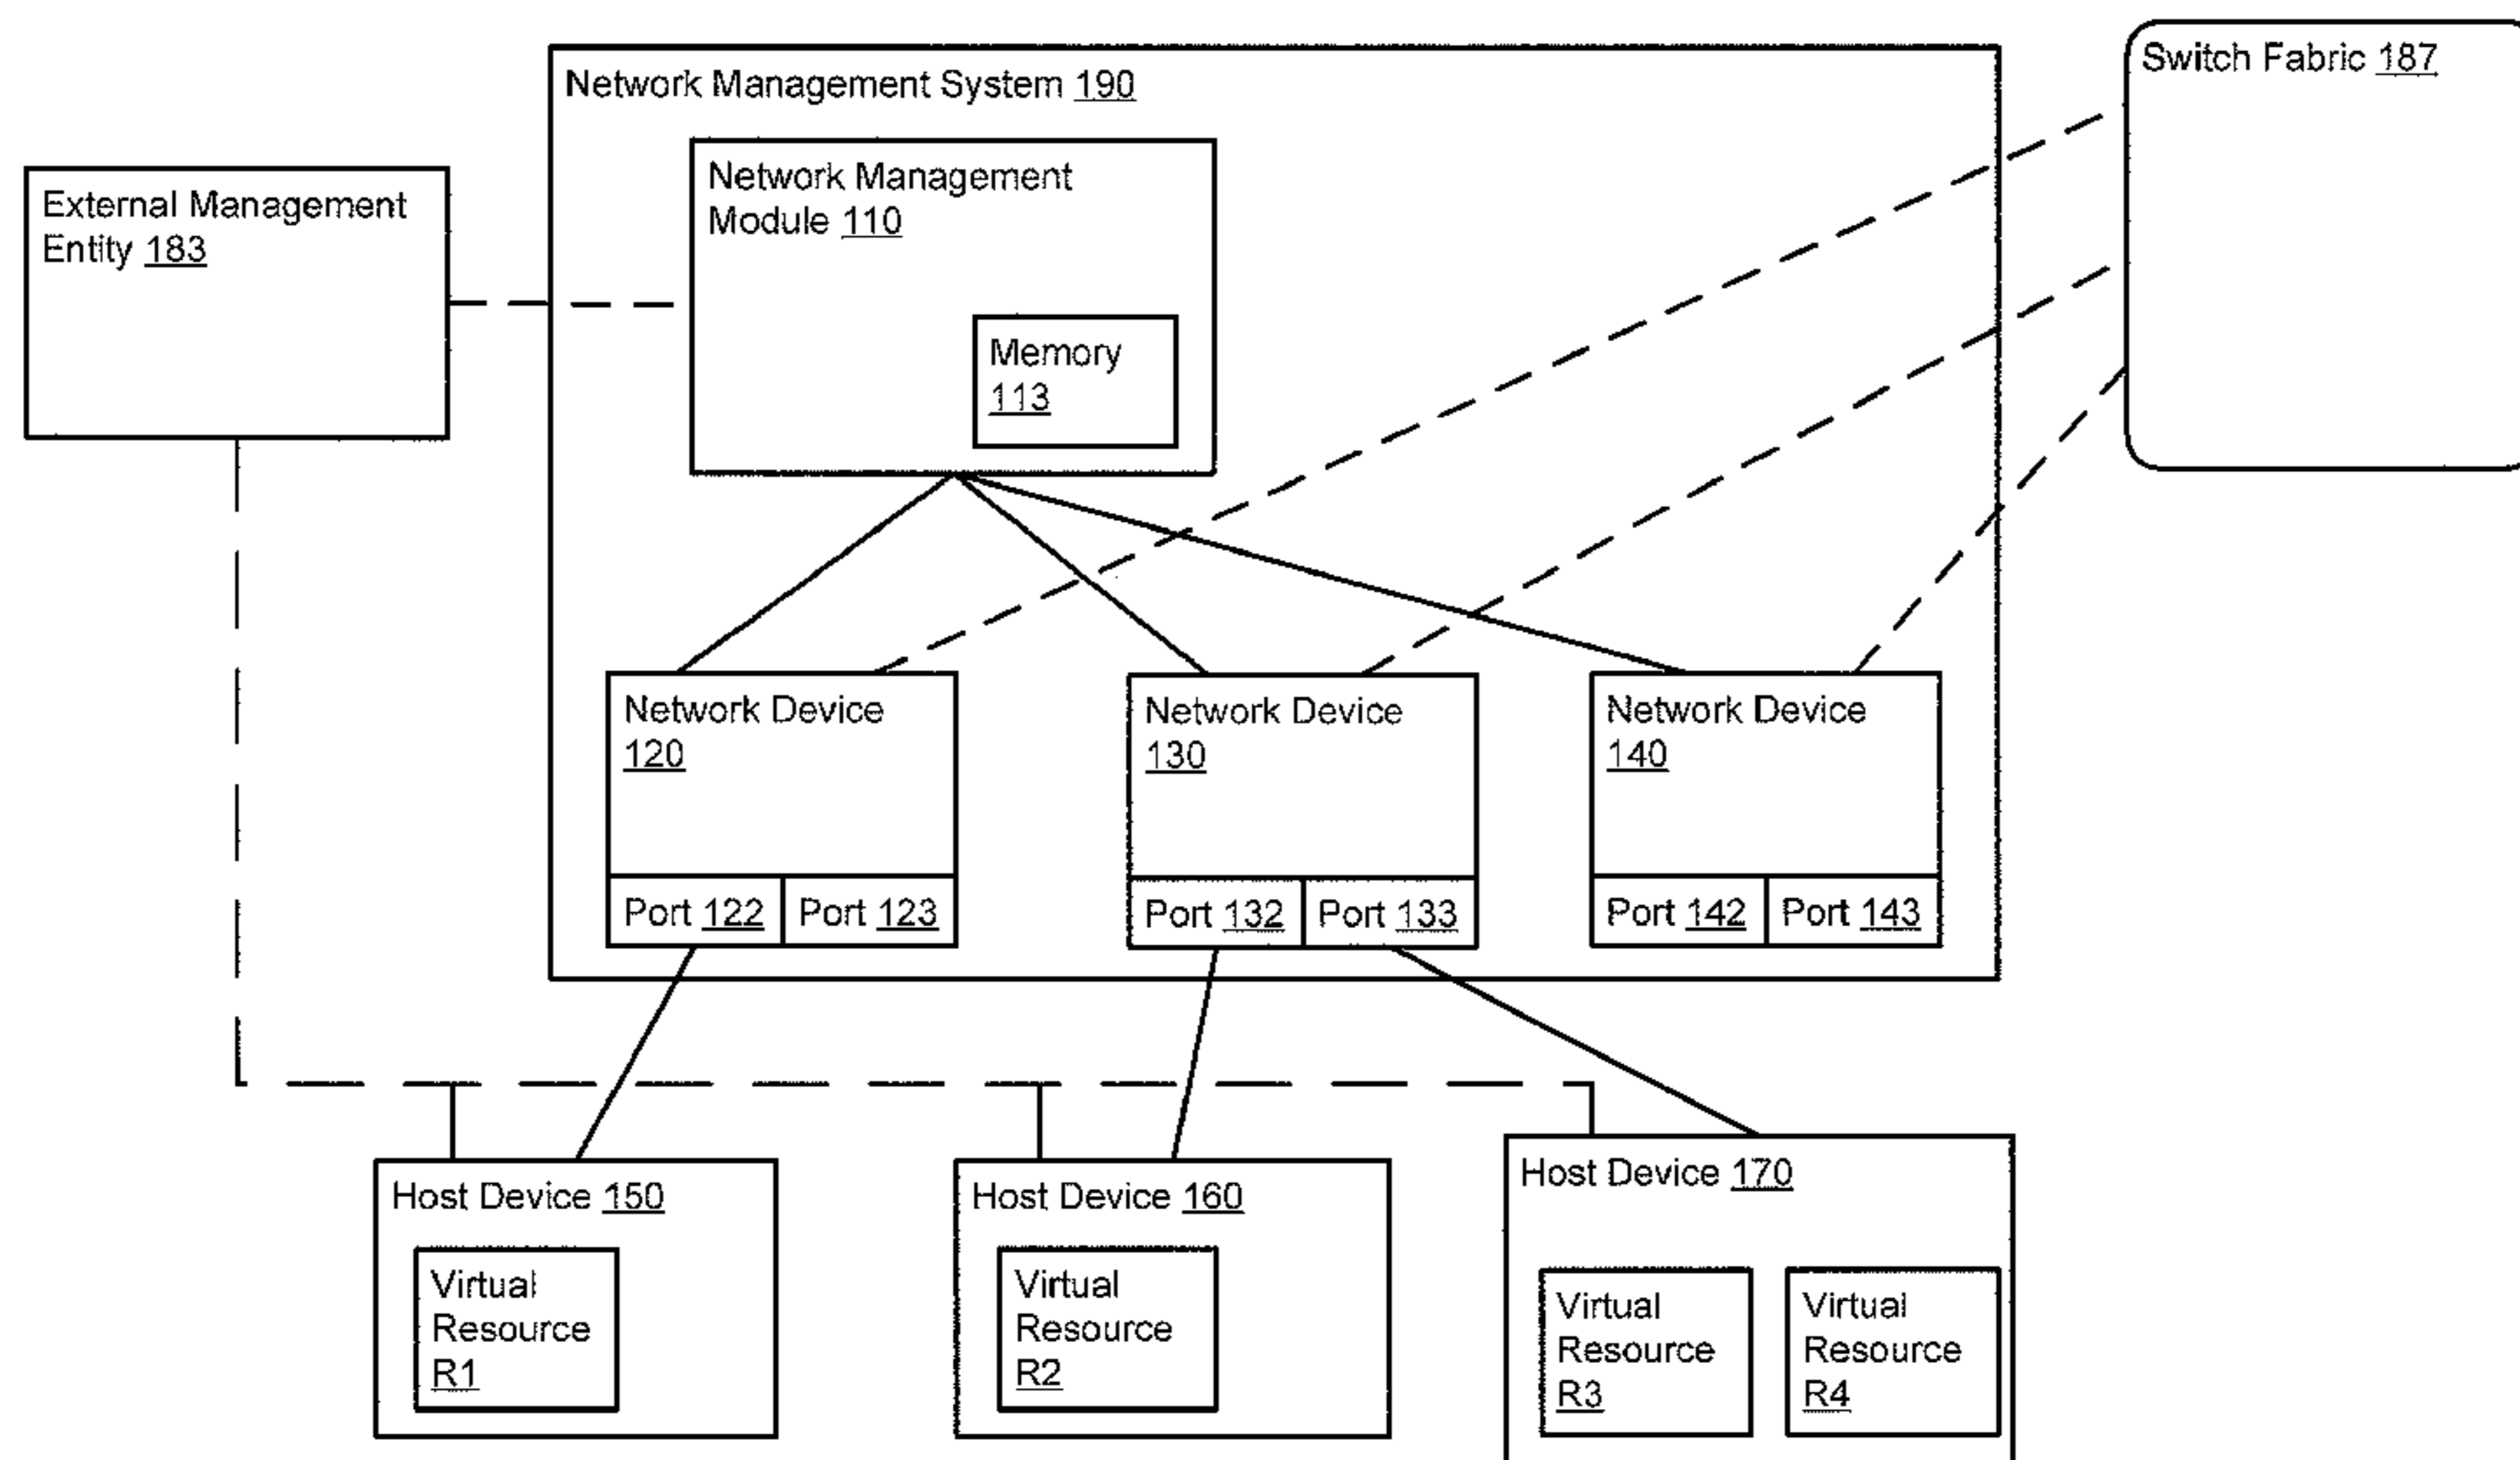 Switch Fabric 187
Network Management System 190
Network Management
Module 110
External Management
Entity 183
Memory
113
Network Device
120
Network Device
130
Network Device
140
Port 122
Port 123
Port 132
Port 133
Port 142
Port 143
Host Device 150
Host Device 160
Host Device 170
Virtual
Resource
R1
Virtual
Resource
R2
Virtual
Resource
R3
Virtual
Resource
R4